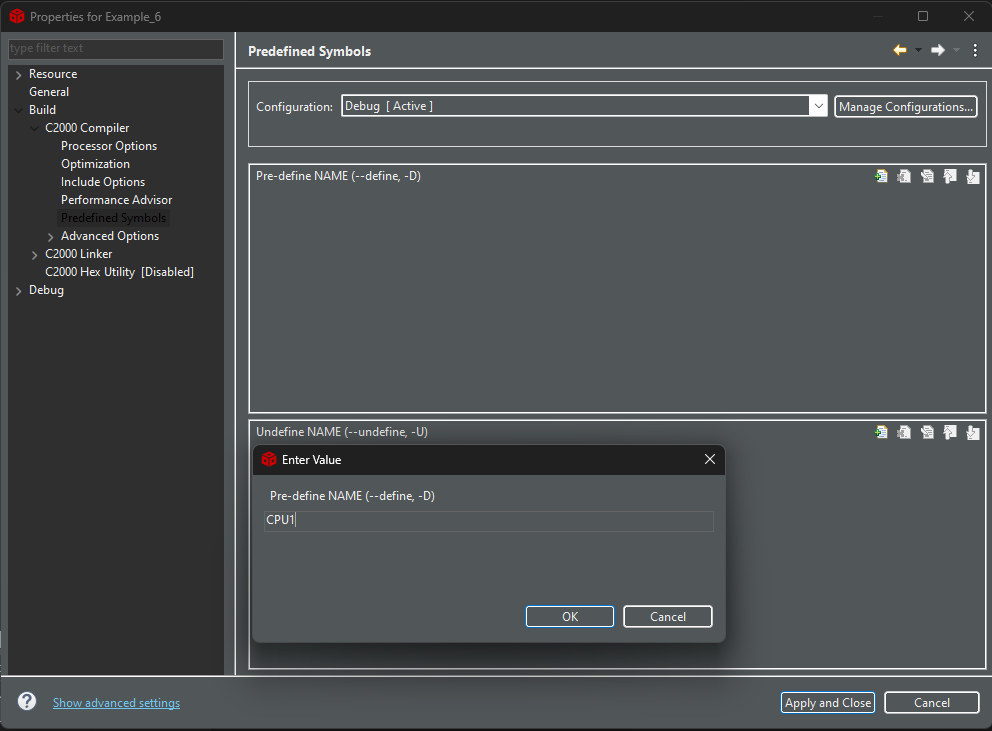 Properties for Example_6
type filter text
Resource
General
Build
C2000 Compiler
Processor Options
Optimization
Include Options
Performance Advisor
Predefined Symbols
Advanced Options
C2000 Linker
C2000 Hex Utility  [Disabled]
Debug
Predefined Symbols
Configuration: Debug  [ Active ] Manage Configurations...
Pre-define NAME (--define, -D)
Undefine NAME (--undefine, -U)
Enter Value
Pre-define NAME (--define, -D)
CPU1
OK Cancel
Show advanced settings
Apply and Close Cancel